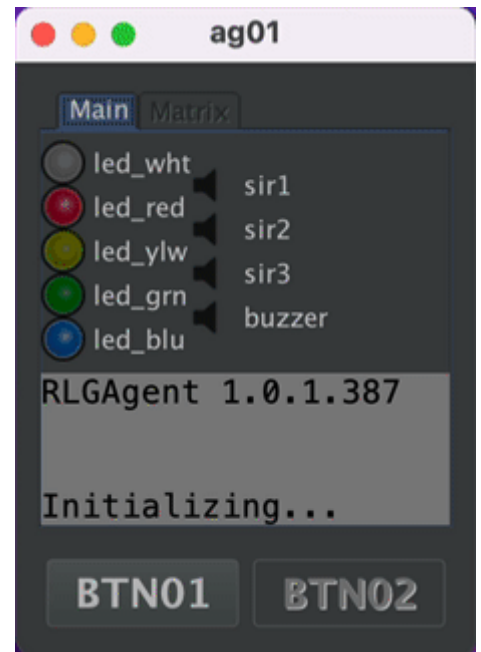 ag01
Main Matrix
led_wht
sir1
led_red
sir2
led_ylw
sir3
led_grn
buzzer
led_blu
RLGAgent 1.0.1.387
Initializing...
BTN01 BTN02